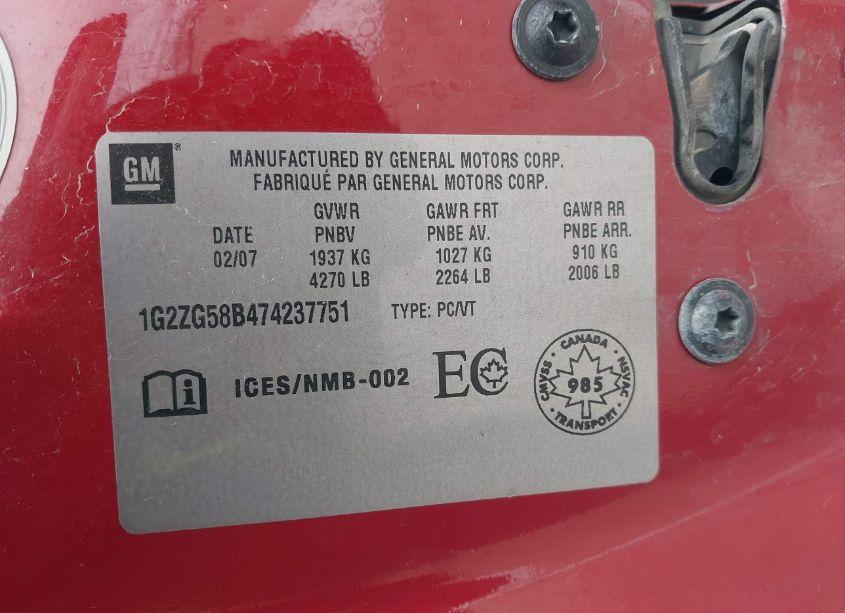 GM ®
MANUFACTURED BY GENERAL MOTORS CORP.
FABRIQUÉ PAR GENERAL MOTORS CORP.
GVWR GAWR FRT GAWR RR
DATE PNBV PNBE AV. PNBE ARR.
02/07 1937 KG 1027 KG 910 KG
4270 LB 2264 LB 2006 LB
1G2ZG58B474237751 TYPE: PC/VT
i ICES/NMB-002 EC
CANADA
CMVSS 985 NSVAC
TRANSPORT